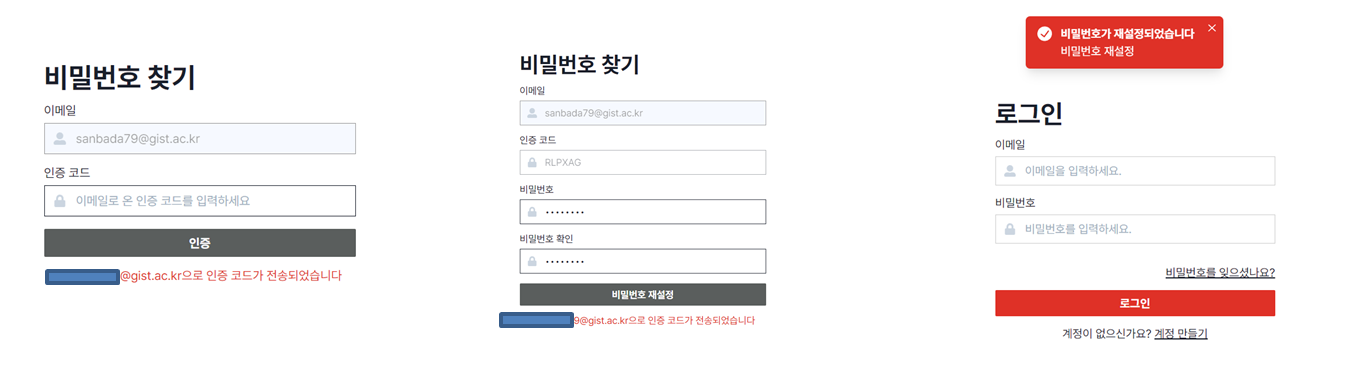 비밀번호 찾기
이메일
sanbada79@gist.ac.kr
인증 코드
이메일로 온 인증 코드를 입력하세요
인증
@gist.ac.kr으로 인증 코드가 전송되었습니다
비밀번호 찾기
이메일
sanbada79@gist.ac.kr
인증 코드
RLPXAG
비밀번호
••••••••
비밀번호 확인
••••••••
비밀번호 재설정
9@gist.ac.kr으로 인증 코드가 전송되었습니다
비밀번호가 재설정되었습니다
비밀번호 재설정
로그인
이메일
이메일을 입력하세요.
비밀번호
비밀번호를 입력하세요.
비밀번호를 잊으셨나요?
로그인
계정이 없으신가요? 계정 만들기